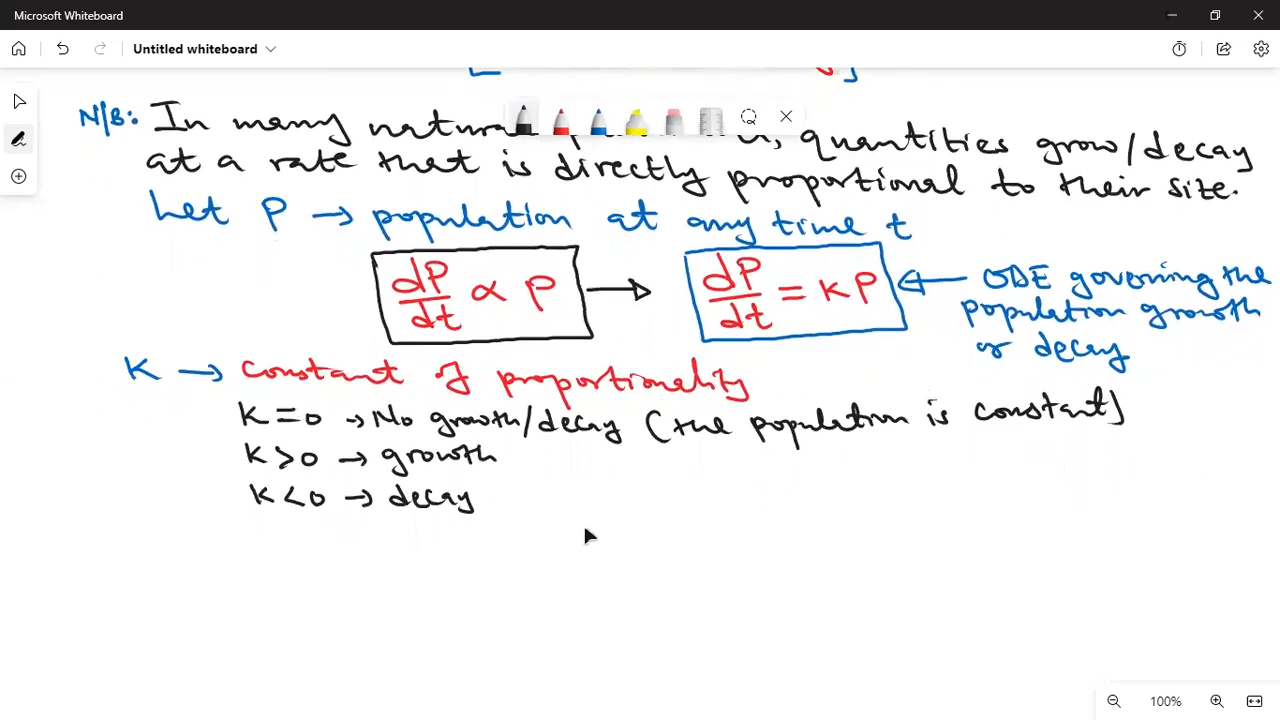 Microsoft Whiteboard
Untitled whiteboard
N/B: In many natural, quantities grow/decay
at a rate that is directly proportional to their size.
Let P → population at any time t
dP/dt ∝ P → dP/dt = KP ← ODE governing the
population growth
or decay
K → Constant of proportionality
K = 0 → No growth/decay (the population is constant)
K > 0 → growth
K < 0 → decay
100%